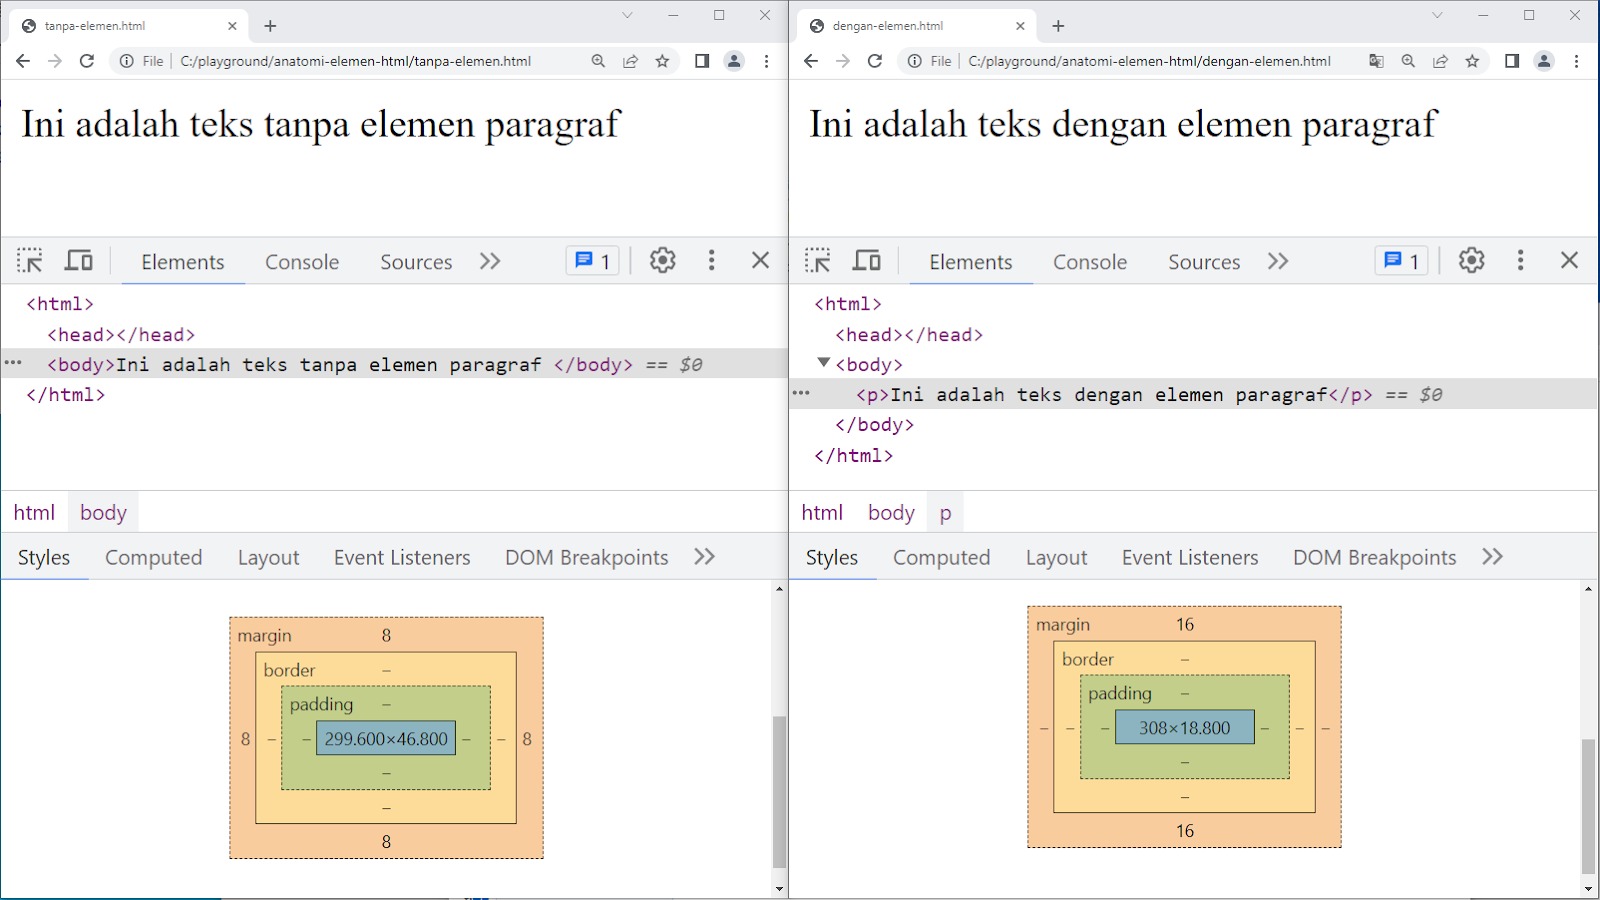 tanpa-elemen.html
File C:/playground/anatomi-elemen-html/tanpa-elemen.html
Ini adalah teks tanpa elemen paragraf
Elements Console Sources 1
<html>
<head></head>
<body>Ini adalah teks tanpa elemen paragraf </body> == $0
</html>
html body
Styles Computed Layout Event Listeners DOM Breakpoints
margin 8
border –
padding –
8 – – 299.600×46.800 – – 8
–
–
8
dengan-elemen.html
File C:/playground/anatomi-elemen-html/dengan-elemen.html
Ini adalah teks dengan elemen paragraf
Elements Console Sources 1
<html>
<head></head>
<body>
<p>Ini adalah teks dengan elemen paragraf</p> == $0
</body>
</html>
html body p
Styles Computed Layout Event Listeners DOM Breakpoints
margin 16
border –
padding –
– – – 308×18.800 – – –
–
–
16